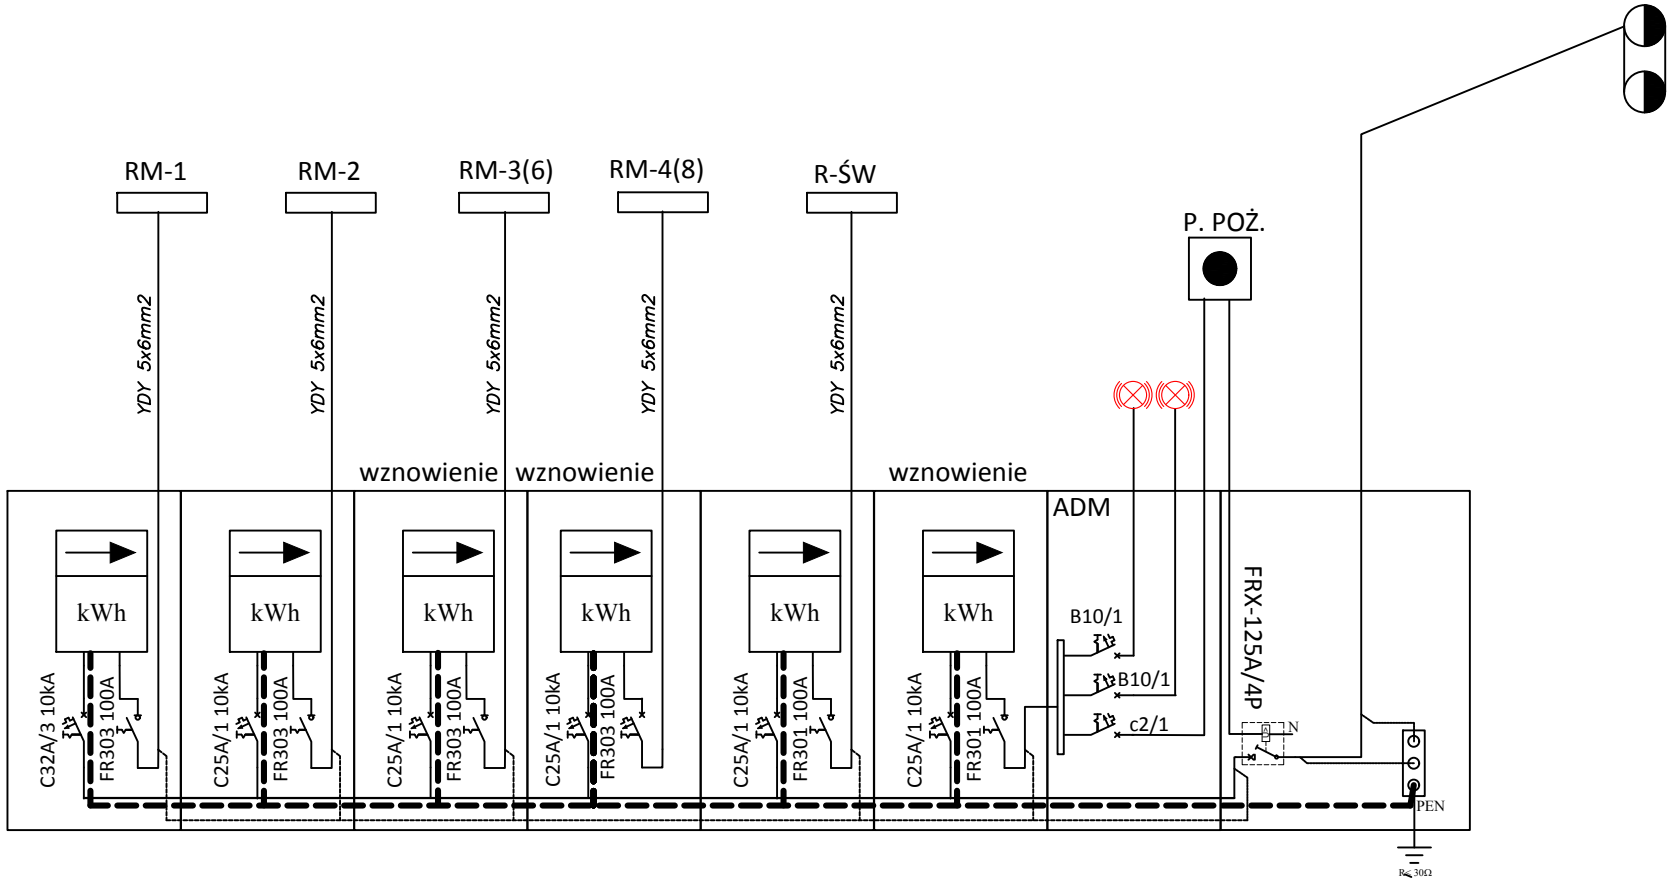 RM-1
RM-2
RM-3(6)
RM-4(8)
R-ŚW
P. POŻ.
YDY 5x6mm2
YDY 5x6mm2
YDY 5x6mm2
YDY 5x6mm2
YDY 5x6mm2
wznowienie
wznowienie
wznowienie
ADM
kWh
kWh
kWh
kWh
kWh
kWh
C32A/3 10kA
FR303 100A
C25A/1 10kA
FR303 100A
C25A/1 10kA
FR303 100A
C25A/1 10kA
FR303 100A
C25A/1 10kA
FR301 100A
C25A/1 10kA
FR301 100A
B10/1
B10/1
c2/1
FRX-125A/4P
N
PEN
R≤30Ω